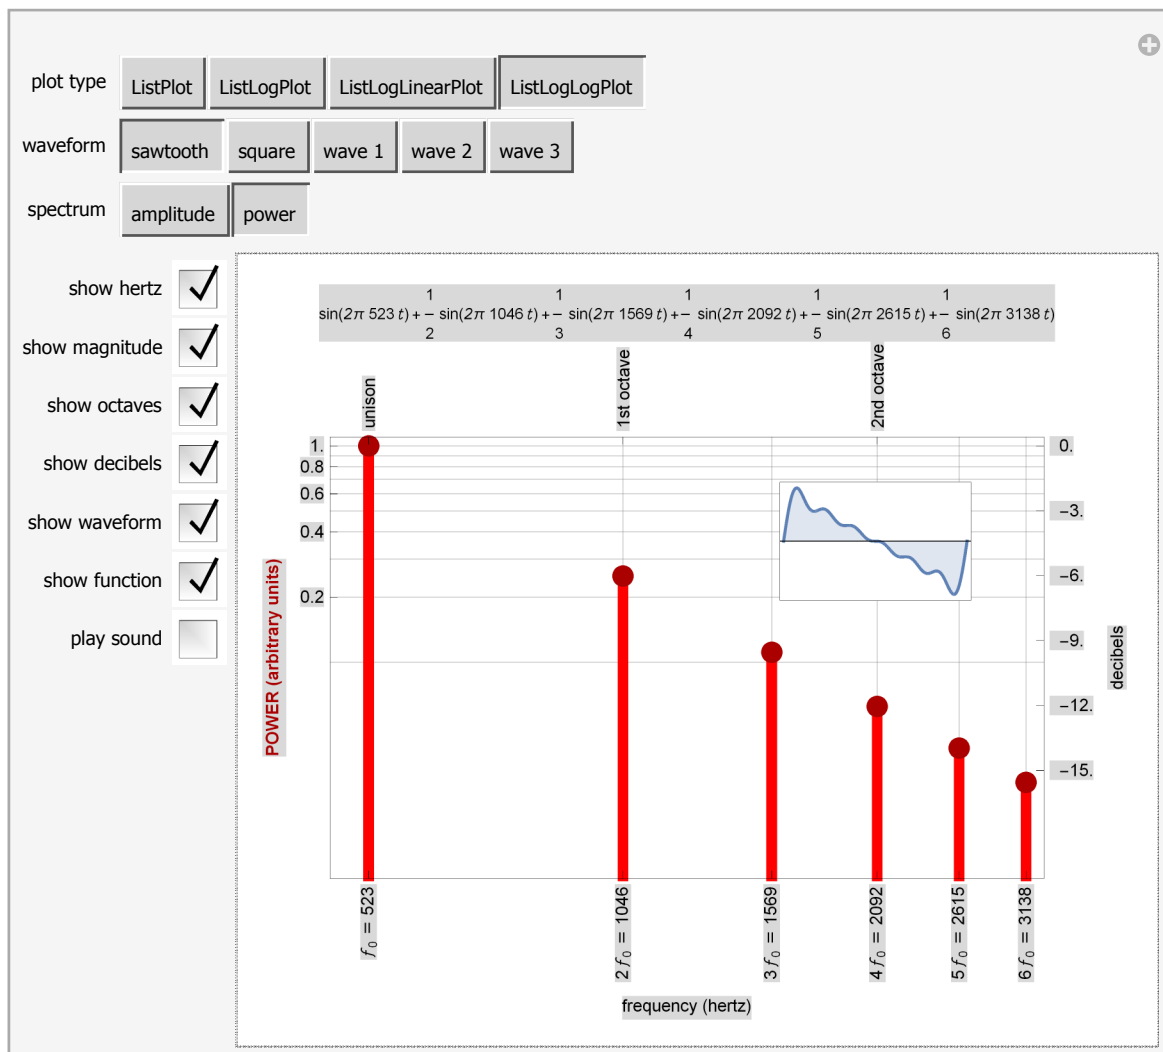 plot type ListPlot ListLogPlot ListLogLinearPlot ListLogLogPlot
waveform sawtooth square wave 1 wave 2 wave 3
spectrum amplitude power
show hertz
show magnitude
show octaves
show decibels
show waveform
show function
play sound
sin(2π 523 t) + 1/2 sin(2π 1046 t) + 1/3 sin(2π 1569 t) + 1/4 sin(2π 2092 t) + 1/5 sin(2π 2615 t) + 1/6 sin(2π 3138 t)
unison
1st octave
2nd octave
1.
0.8
0.6
0.4
0.2
POWER (arbitrary units)
0.
−3.
−6.
−9.
−12.
−15.
decibels
f₀ = 523
2 f₀ = 1046
3 f₀ = 1569
4 f₀ = 2092
5 f₀ = 2615
6 f₀ = 3138
frequency (hertz)